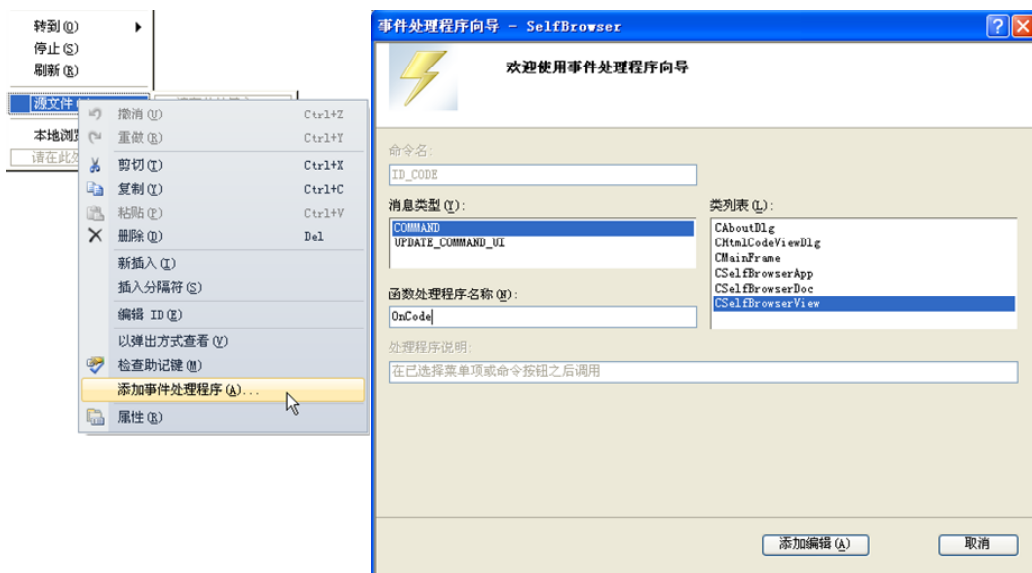 转到(O)
停止(S)
刷新(R)
源文件
本地浏
请在此处
撤消(U) Ctrl+Z
重做(R) Ctrl+Y
剪切(T) Ctrl+X
复制(Y) Ctrl+C
粘贴(P) Ctrl+V
删除(D) Del
新插入(I)
插入分隔符(S)
编辑 ID(E)
以弹出方式查看(V)
检查助记键(M)
添加事件处理程序(A)...
属性(R)
事件处理程序向导 - SelfBrowser
欢迎使用事件处理程序向导
命令名:
ID_CODE
消息类型(Y):
COMMAND
UPDATE_COMMAND_UI
函数处理程序名称(N):
OnCode
类列表(L):
CAboutDlg
CHtmlCodeViewDlg
CMainFrame
CSelfBrowserApp
CSelfBrowserDoc
CSelfBrowserView
处理程序说明:
在已选择菜单项或命令按钮之后调用
添加编辑(A)
取消